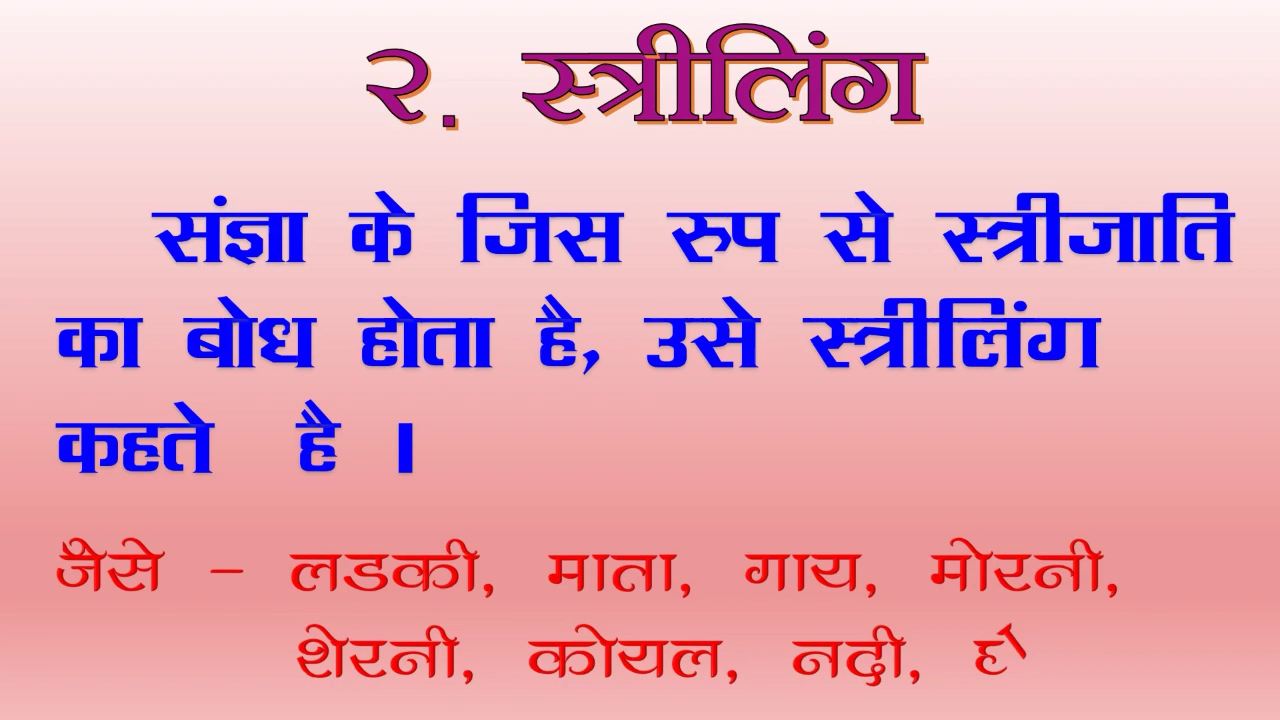 २. स्त्रीलिंग
संज्ञा के जिस रुप से स्त्रीजाति
का बोध होता है, उसे स्त्रीलिंग
कहते है ।
जैसे - लडकी, माता, गाय, मोरनी,
शेरनी, कोयल, नदी,